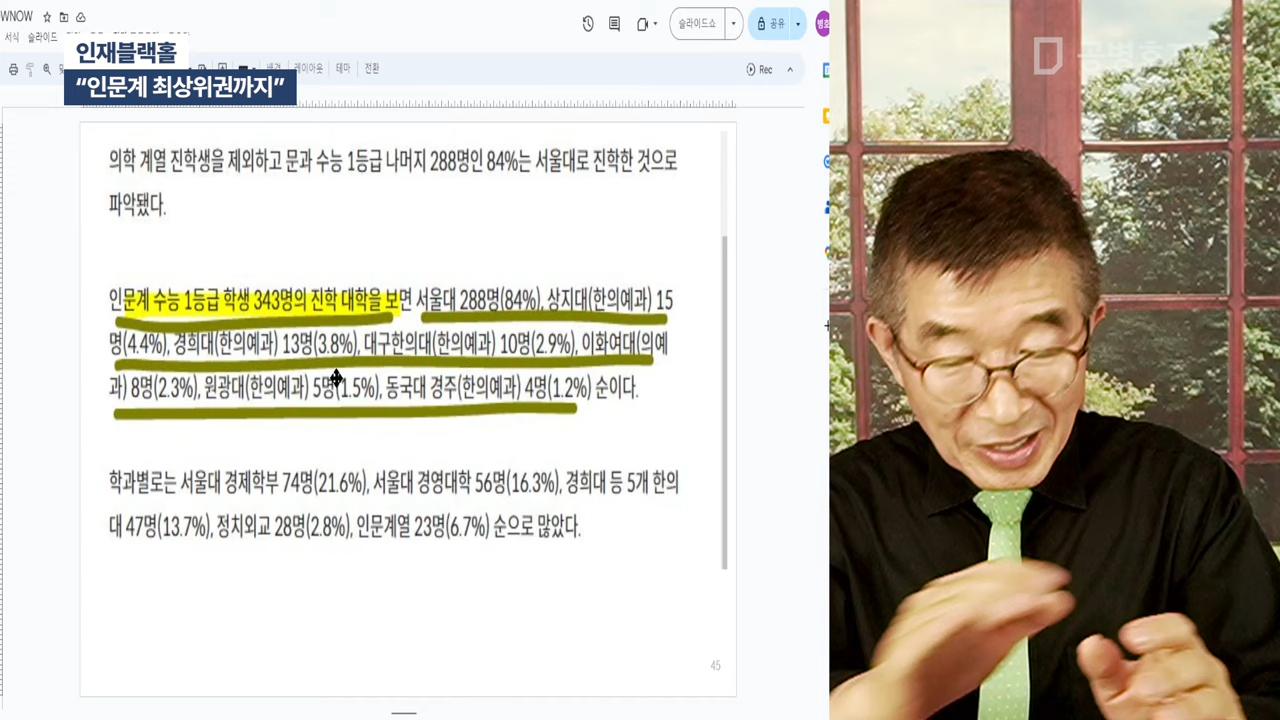 WNOW
서식 슬라이드
인재블랙홀
“인문계 최상위권까지”
슬라이드쇼
공유
병호
레이아웃 테마 전환
Rec
공병호TV
의학 계열 진학생을 제외하고 문과 수능 1등급 나머지 288명인 84%는 서울대로 진학한 것으로
파악됐다.
인문계 수능 1등급 학생 343명의 진학 대학을 보면 서울대 288명(84%), 상지대(한의예과) 15
명(4.4%), 경희대(한의예과) 13명(3.8%), 대구한의대(한의예과) 10명(2.9%), 이화여대(의예
과) 8명(2.3%), 원광대(한의예과) 5명(1.5%), 동국대 경주(한의예과) 4명(1.2%) 순이다.
학과별로는 서울대 경제학부 74명(21.6%), 서울대 경영대학 56명(16.3%), 경희대 등 5개 한의
대 47명(13.7%), 정치외교 28명(2.8%), 인문계열 23명(6.7%) 순으로 많았다.
45